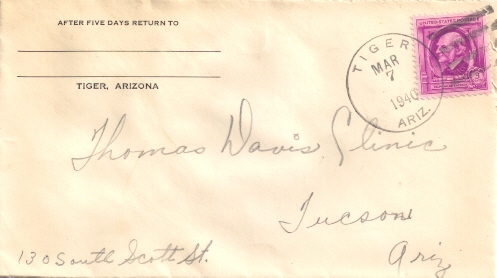 AFTER FIVE DAYS RETURN TO
TIGER, ARIZONA
TIGER
MAR
7
1940
ARIZ.
UNITED STATES POSTAGE
Thomas Davis Clinic
Tucson
130 South Scott St.
Ariz